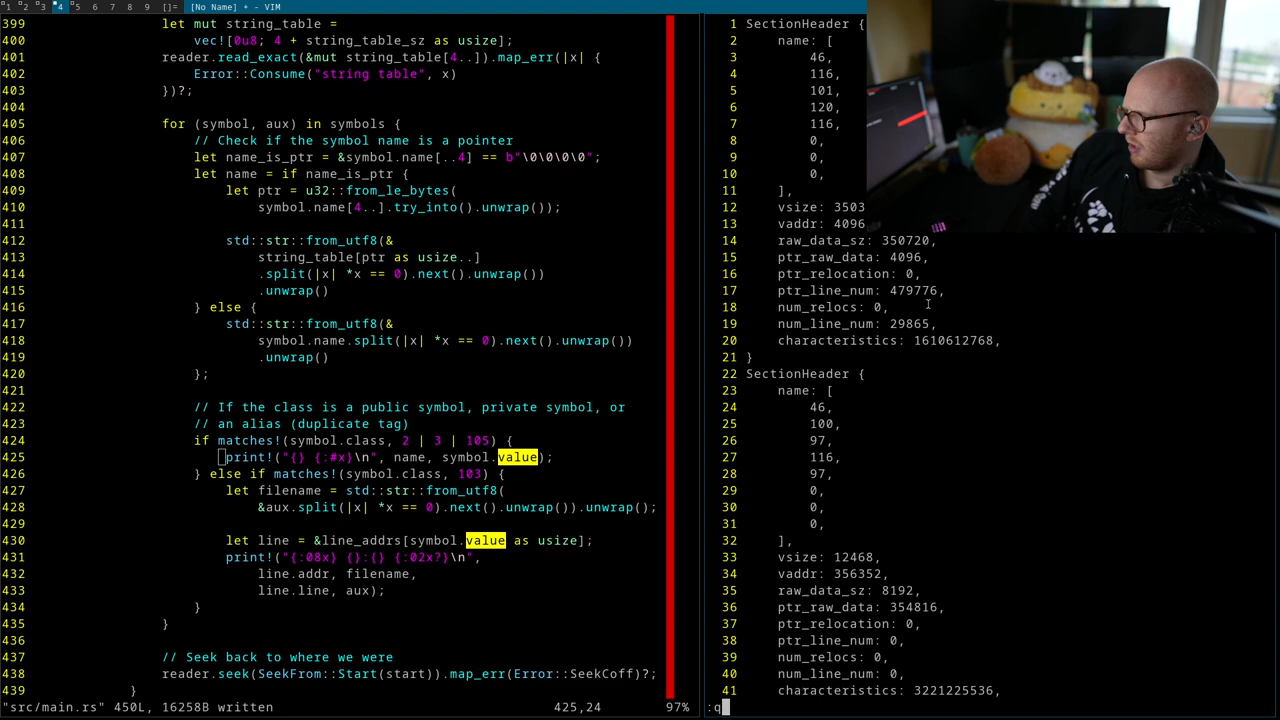 1 2 3 4 5 6 7 8 9 []= [No Name] + - VIM
399 let mut string_table =
400 vec![0u8; 4 + string_table_sz as usize];
401 reader.read_exact(&mut string_table[4..]).map_err(|x| {
402 Error::Consume("string table", x)
403 })?;
404
405 for (symbol, aux) in symbols {
406 // Check if the symbol name is a pointer
407 let name_is_ptr = &symbol.name[..4] == b"\0\0\0\0";
408 let name = if name_is_ptr {
409 let ptr = u32::from_le_bytes(
410 symbol.name[4..].try_into().unwrap());
411
412 std::str::from_utf8(&
413 string_table[ptr as usize..]
414 .split(|x| *x == 0).next().unwrap())
415 .unwrap()
416 } else {
417 std::str::from_utf8(&
418 symbol.name.split(|x| *x == 0).next().unwrap())
419 .unwrap()
420 };
421
422 // If the class is a public symbol, private symbol, or
423 // an alias (duplicate tag)
424 if matches!(symbol.class, 2 | 3 | 105) {
425 print!("{} {:#x}\n", name, symbol.value);
426 } else if matches!(symbol.class, 103) {
427 let filename = std::str::from_utf8(
428 &aux.split(|x| *x == 0).next().unwrap()).unwrap();
429
430 let line = &line_addrs[symbol.value as usize];
431 print!("{:08x} {}:{} {:02x?}\n",
432 line.addr, filename,
433 line.line, aux);
434 }
435 }
436
437 // Seek back to where we were
438 reader.seek(SeekFrom::Start(start)).map_err(Error::SeekCoff)?;
439 }
"src/main.rs" 450L, 16258B written 425,24 97%
1 SectionHeader {
2 name: [
3 46,
4 116,
5 101,
6 120,
7 116,
8 0,
9 0,
10 0,
11 ],
12 vsize: 3503
13 vaddr: 4096
14 raw_data_sz: 350720,
15 ptr_raw_data: 4096,
16 ptr_relocation: 0,
17 ptr_line_num: 479776,
18 num_relocs: 0,
19 num_line_num: 29865,
20 characteristics: 1610612768,
21 }
22 SectionHeader {
23 name: [
24 46,
25 100,
26 97,
27 116,
28 97,
29 0,
30 0,
31 0,
32 ],
33 vsize: 12468,
34 vaddr: 356352,
35 raw_data_sz: 8192,
36 ptr_raw_data: 354816,
37 ptr_relocation: 0,
38 ptr_line_num: 0,
39 num_relocs: 0,
40 num_line_num: 0,
41 characteristics: 3221225536,
:q